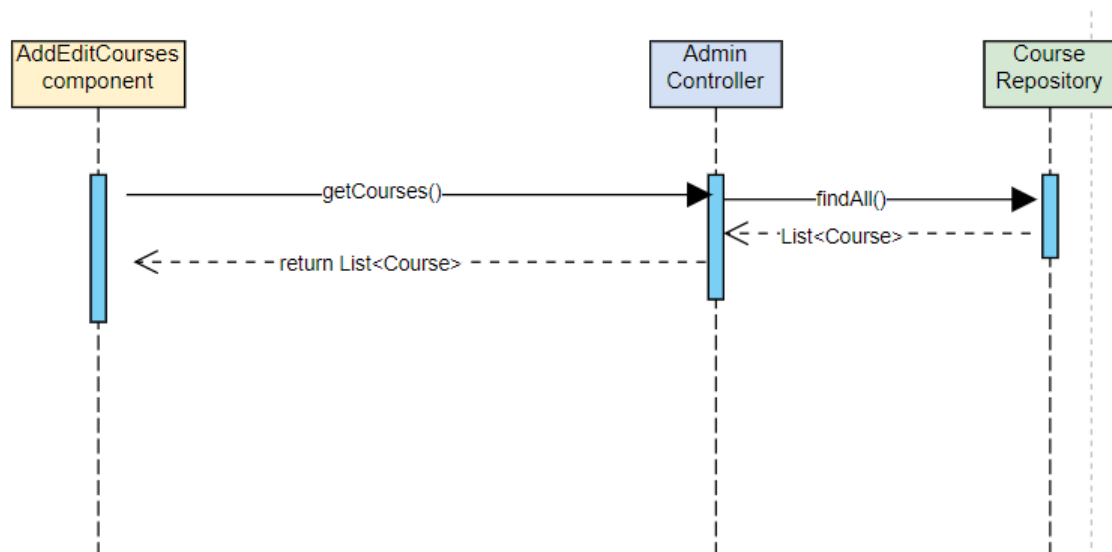 AddEditCourses
component
Admin
Controller
Course
Repository
getCourses()
findAll()
List<Course>
return List<Course>